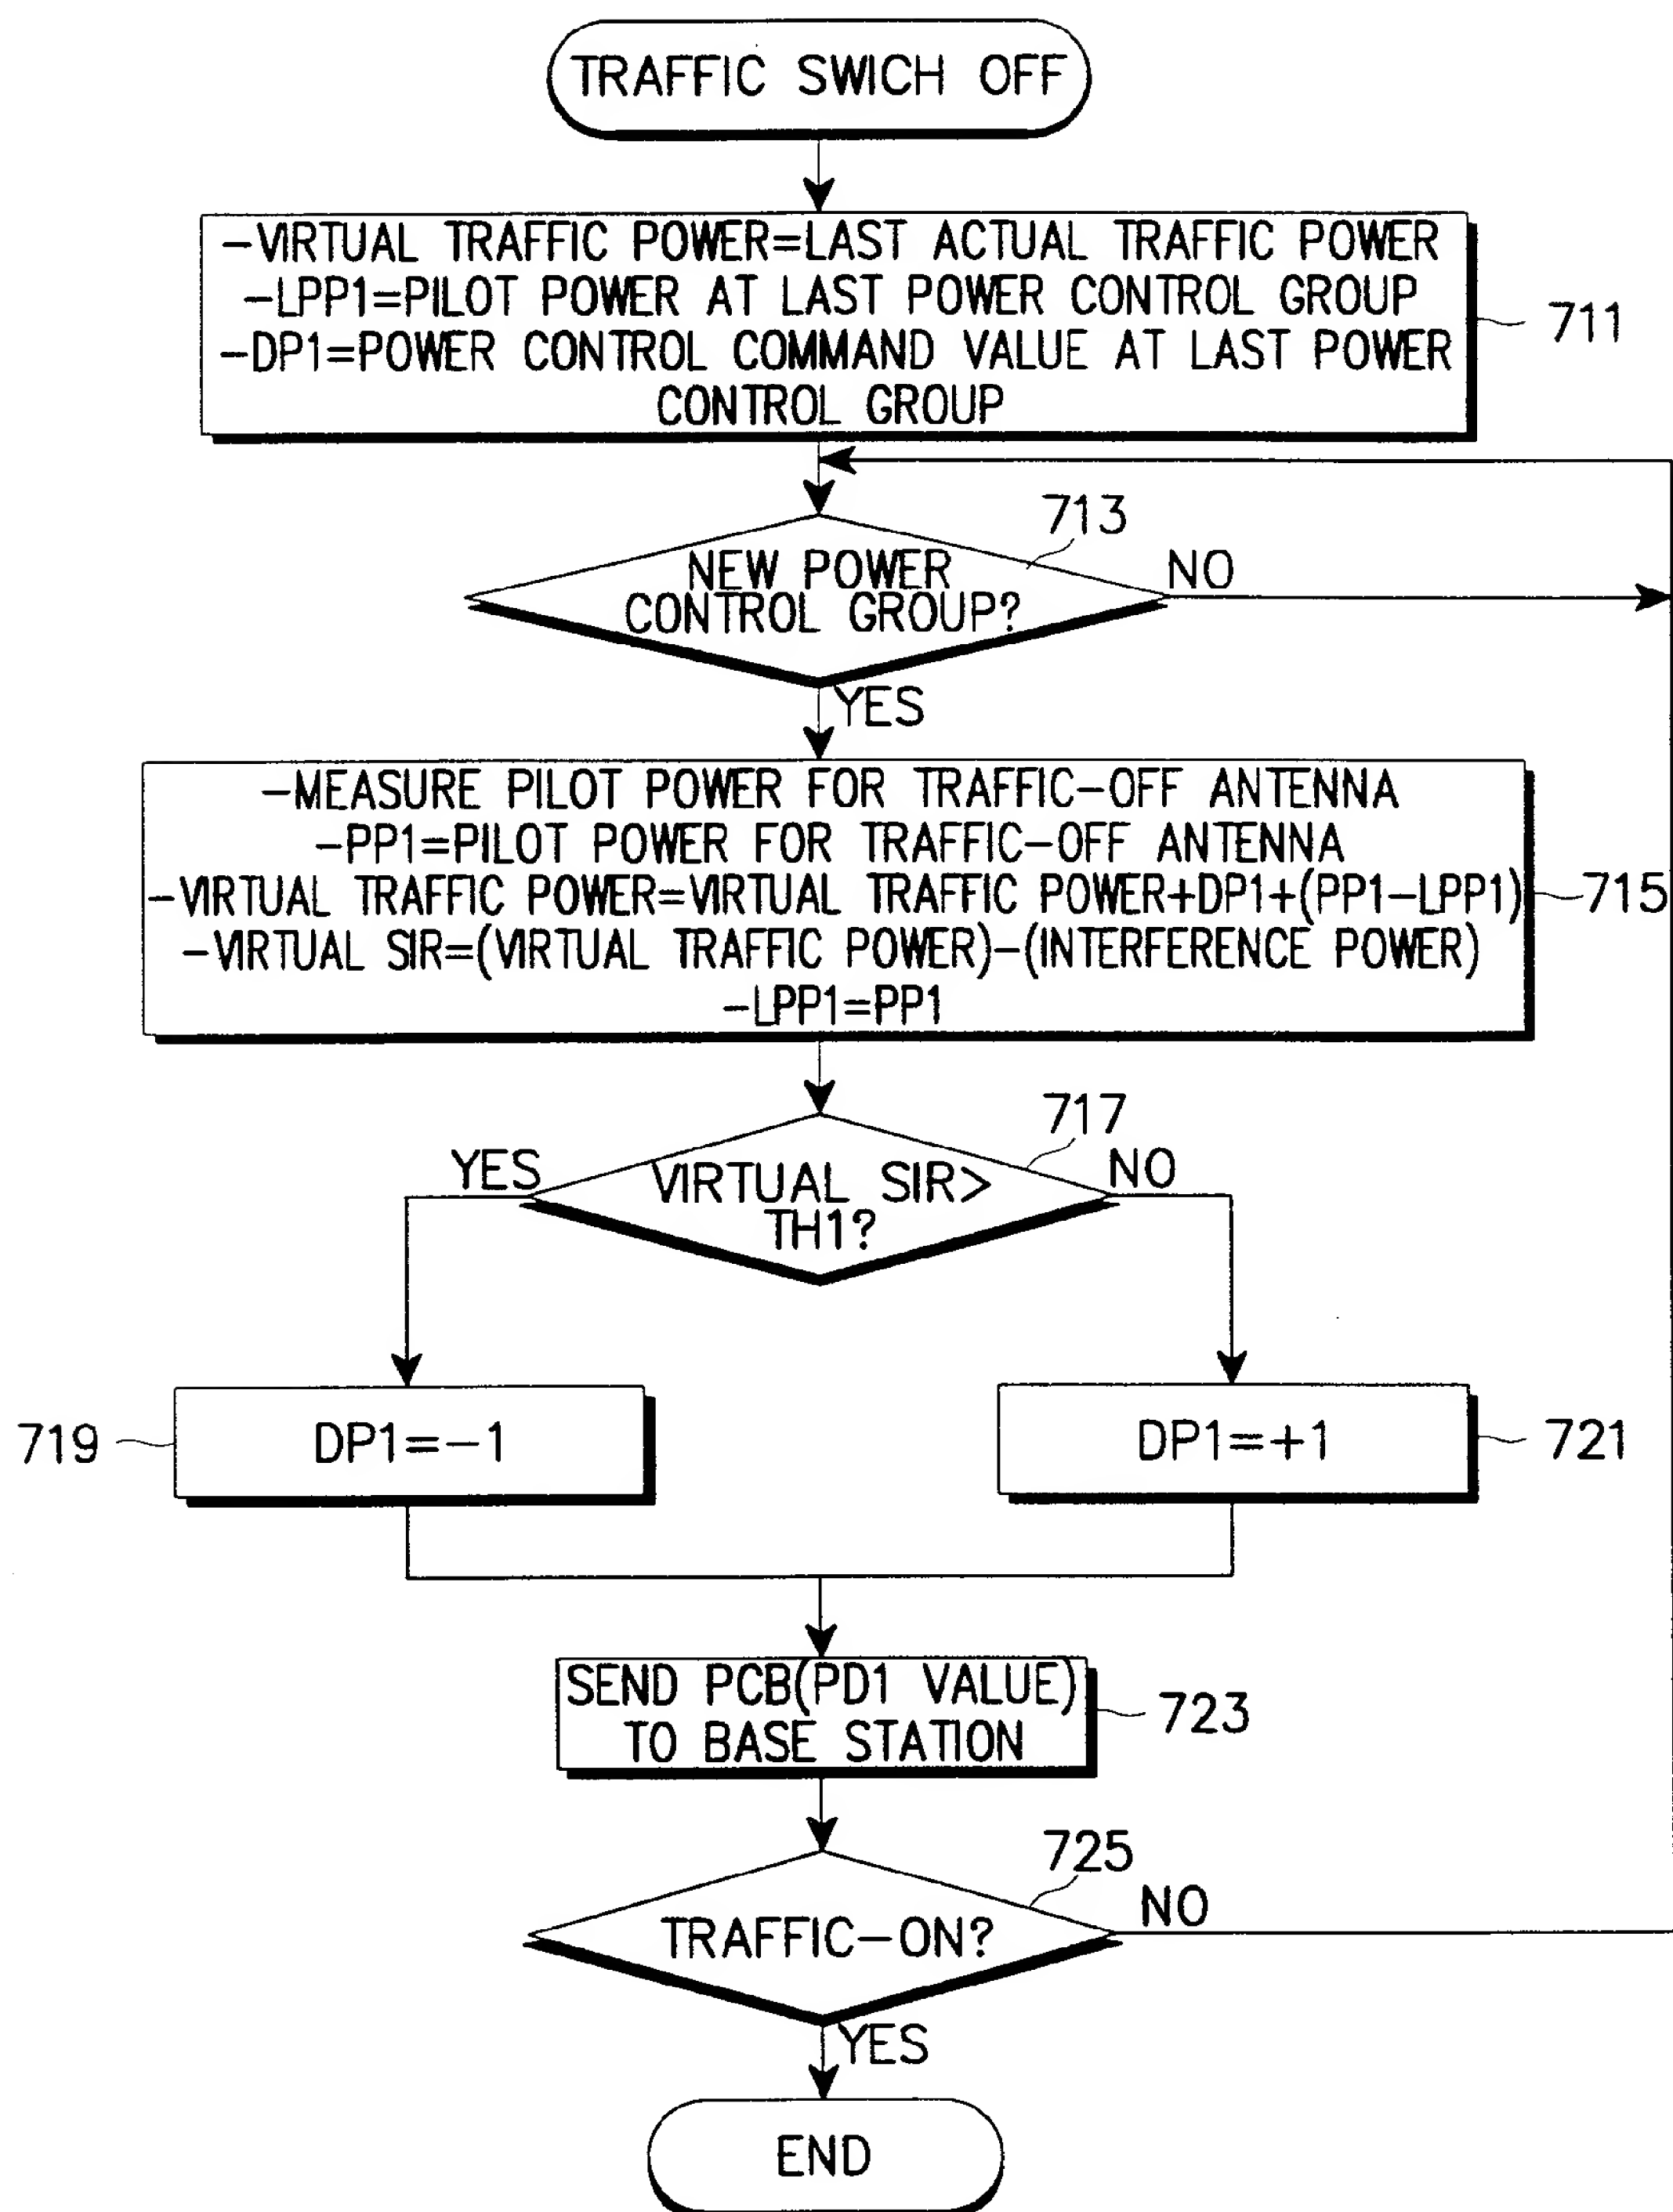 TRAFFIC SWICH OFF
-VIRTUAL TRAFFIC POWER=LAST ACTUAL TRAFFIC POWER
-LPP1=PILOT POWER AT LAST POWER CONTROL GROUP
-DP1=POWER CONTROL COMMAND VALUE AT LAST POWER
CONTROL GROUP
711
713
NEW POWER
CONTROL GROUP?
NO
YES
-MEASURE PILOT POWER FOR TRAFFIC-OFF ANTENNA
-PP1=PILOT POWER FOR TRAFFIC-OFF ANTENNA
-VIRTUAL TRAFFIC POWER=VIRTUAL TRAFFIC POWER+DP1+(PP1-LPP1)
-VIRTUAL SIR=(VIRTUAL TRAFFIC POWER)-(INTERFERENCE POWER)
-LPP1=PP1
715
717
YES
VIRTUAL SIR>
TH1?
NO
719
DP1=-1
DP1=+1
721
SEND PCB(PD1 VALUE)
TO BASE STATION
723
725
TRAFFIC-ON?
NO
YES
END